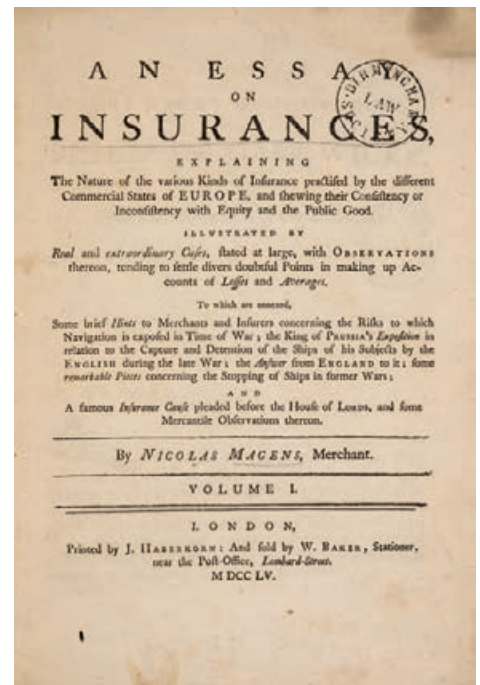 AN ESSAY
ON
INSURANCES,
EXPLAINING
The Nature of the various Kinds of Inſurance practiſed by the different
Commercial States of EUROPE, and ſhewing their Conſiſtency or
Inconſiſtency with Equity and the Public Good.
ILLUSTRATED BY
Real and extraordinary Caſes, ſtated at large, with OBSERVATIONS
thereon, tending to ſettle divers doubtful Points in making up Ac-
counts of Loſſes and Averages.
To which are annexed,
Some brief Hints to Merchants and Inſurers concerning the Riſks to which
Navigation is expoſed in Time of War; the King of PRUSSIA's Expoſition in
relation to the Capture and Detention of the Ships of his Subjects by the
ENGLISH during the late War; the Anſwer from ENGLAND to it; ſome
remarkable Pieces concerning the Stopping of Ships in former Wars;
AND
A famous Inſurance Cauſe pleaded before the Houſe of LORDS, and ſome
Mercantile Obſervations thereon.
By NICOLAS MAGENS, Merchant.
VOLUME I.
LONDON,
Printed by J. HABERKORN: And ſold by W. BAKER, Stationer,
near the Poſt-Office, Lombard-Street.
M DCC LV.
BIRMINGHAM
LAW